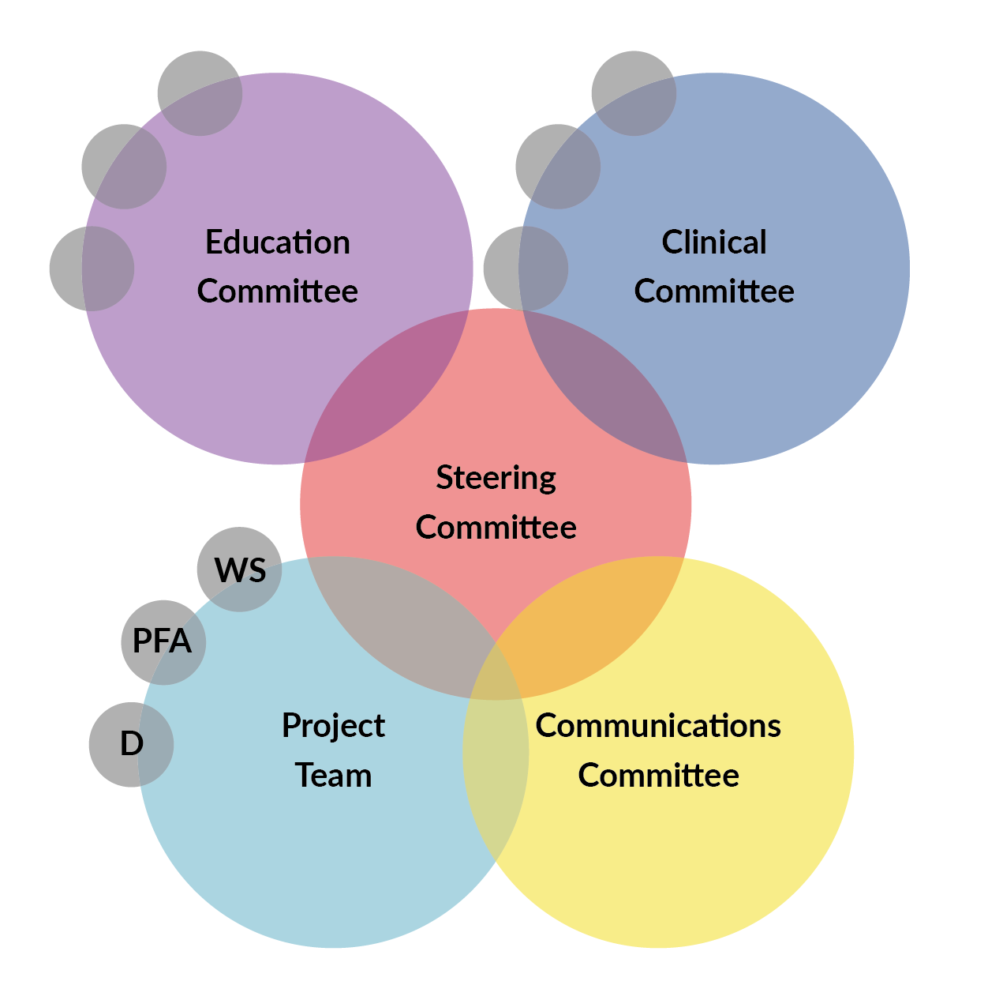 Education
Committee
Clinical
Committee
Steering
Committee
WS
PFA
D
Project
Team
Communications
Committee